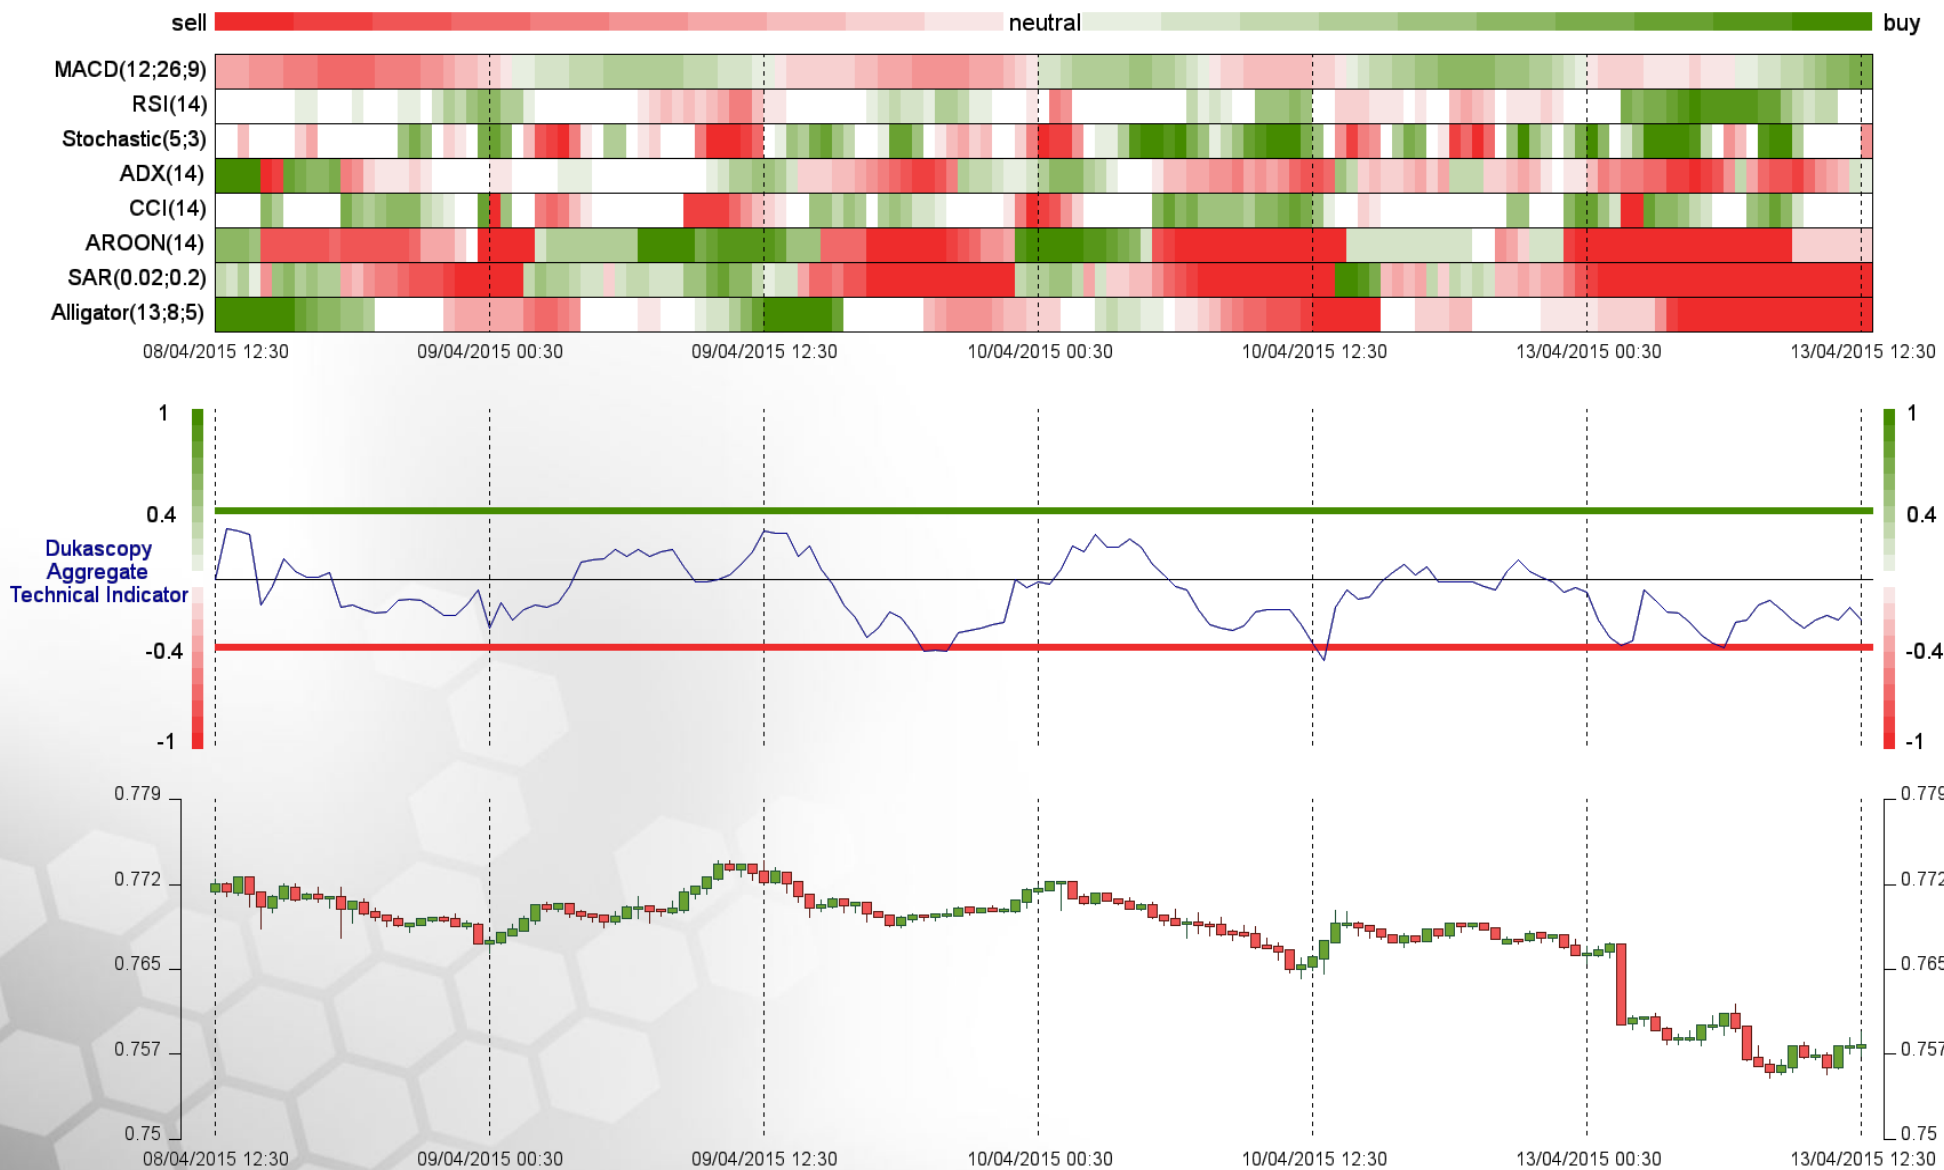 sell neutral buy
MACD(12;26;9)
RSI(14)
Stochastic(5;3)
ADX(14)
CCI(14)
AROON(14)
SAR(0.02;0.2)
Alligator(13;8;5)
08/04/2015 12:30 09/04/2015 00:30 09/04/2015 12:30 10/04/2015 00:30 10/04/2015 12:30 13/04/2015 00:30 13/04/2015 12:30
1 1
0.4 0.4
Dukascopy
Aggregate
Technical Indicator
-0.4 -0.4
-1 -1
0.779 0.779
0.772 0.772
0.765 0.765
0.757 0.757
0.75 0.75
08/04/2015 12:30 09/04/2015 00:30 09/04/2015 12:30 10/04/2015 00:30 10/04/2015 12:30 13/04/2015 00:30 13/04/2015 12:30